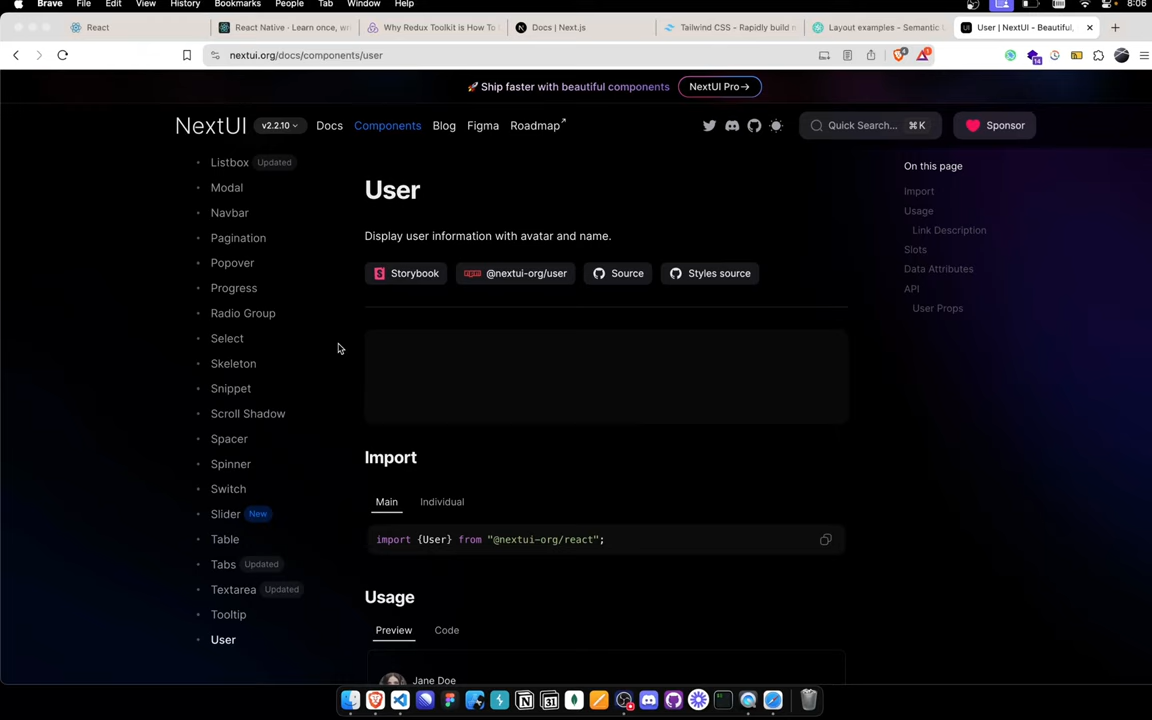 Brave File Edit View History Bookmarks People Tab Window Help 8:06
React React Native · Learn once, w Why Redux Toolkit is How To Docs | Next.js Tailwind CSS - Rapidly build Layout examples - Semantic User | NextUI - Beautiful,
nextui.org/docs/components/user
🚀 Ship faster with beautiful components NextUI Pro→
NextUI v2.2.10 Docs Components Blog Figma Roadmap Quick Search... ⌘K Sponsor
Listbox Updated
Modal
Navbar
Pagination
Popover
Progress
Radio Group
Select
Skeleton
Snippet
Scroll Shadow
Spacer
Spinner
Switch
Slider New
Table
Tabs Updated
Textarea Updated
Tooltip
User
User
Display user information with avatar and name.
Storybook @nextui-org/user Source Styles source
Import
Main Individual
import {User} from "@nextui-org/react";
Usage
Preview Code
Jane Doe
On this page
Import
Usage
Link Description
Slots
Data Attributes
API
User Props